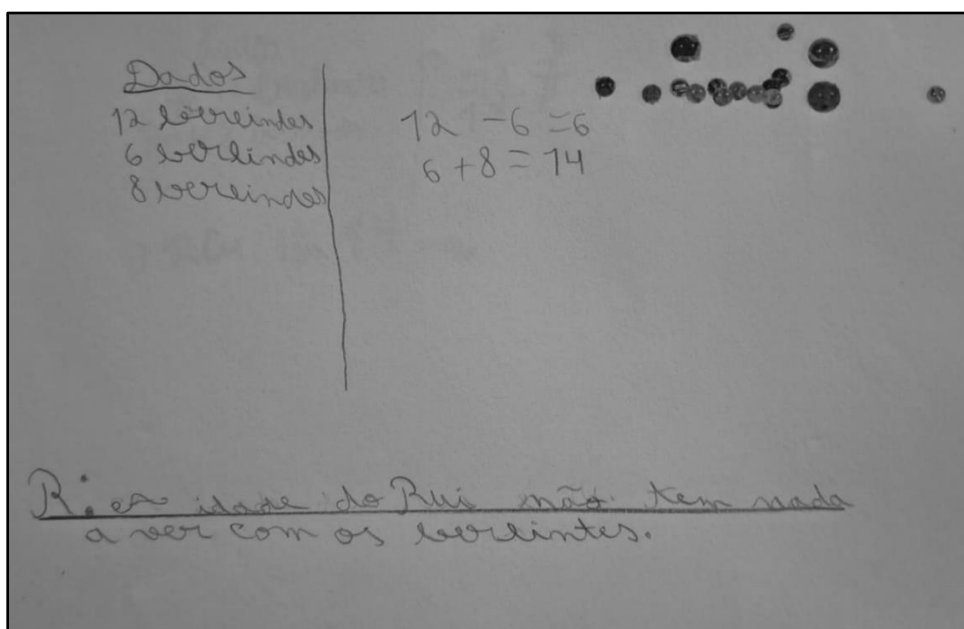 Dados
12 berlindes
6 berlindes
8 berlindes
12 - 6 = 6
6 + 8 = 14
R: a idade do Rui não tem nada
a ver com os berlintes.